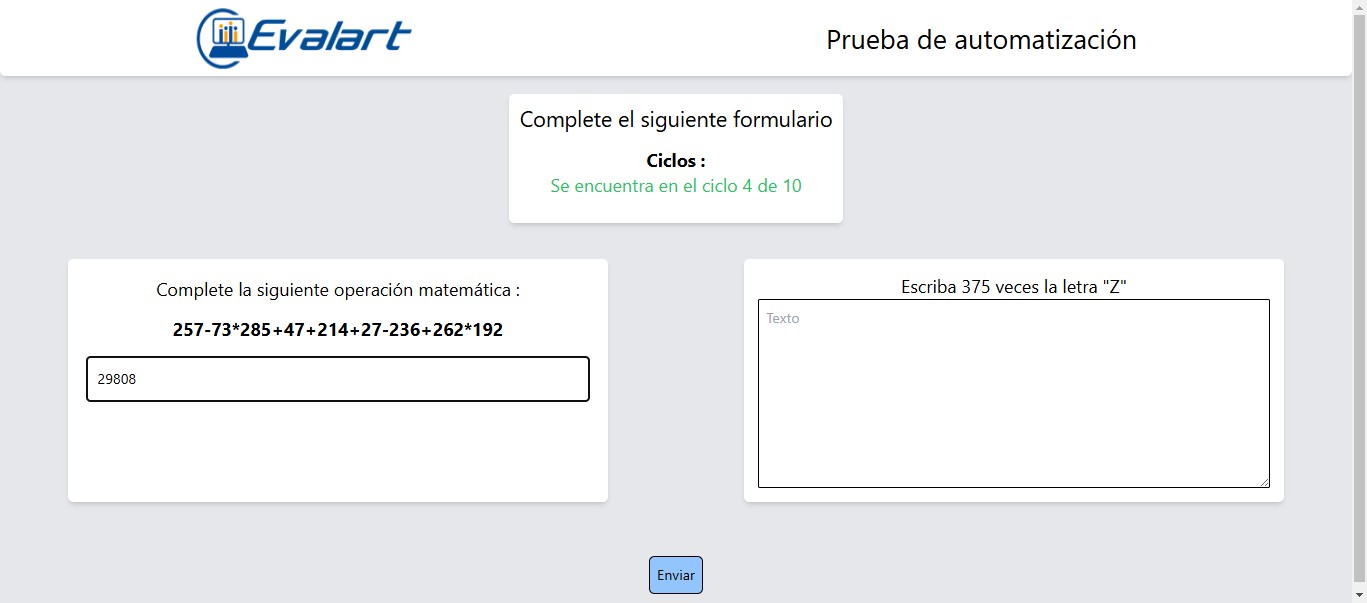 Evalart
Prueba de automatización
Complete el siguiente formulario
Ciclos :
Se encuentra en el ciclo 4 de 10
Complete la siguiente operación matemática :
257-73*285+47+214+27-236+262*192
29808
Escriba 375 veces la letra "Z"
Texto
Enviar